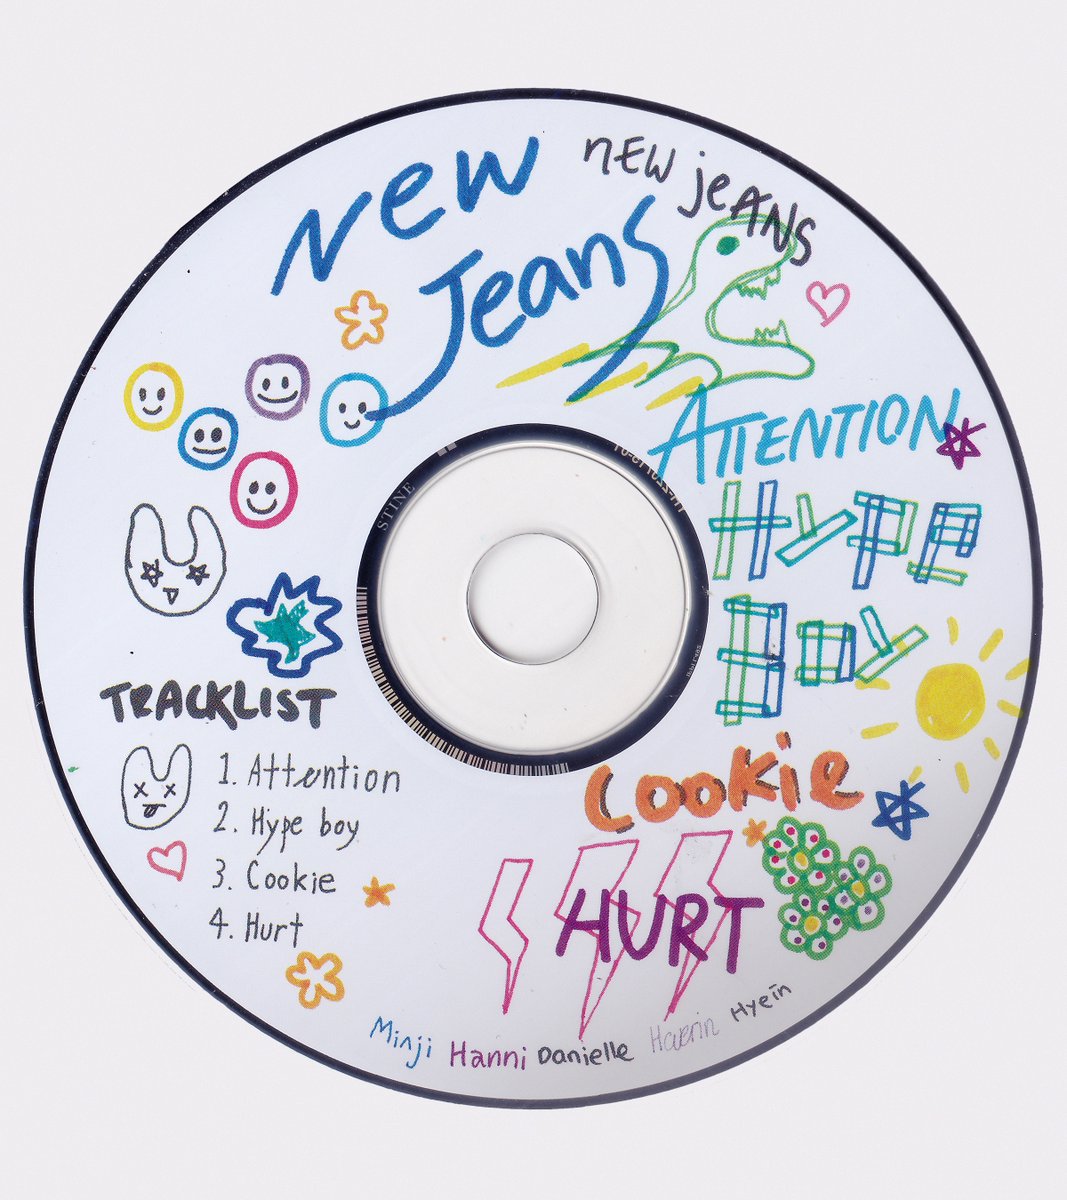 New
Jeans
NEW jEANS
ATTENTION
HYPE
BOY
TRACKLIST
1. Attention
2. Hype boy
3. Cookie
4. Hurt
Cookie
HURT
Minji Hanni Danielle Haerin Hyein
STINE